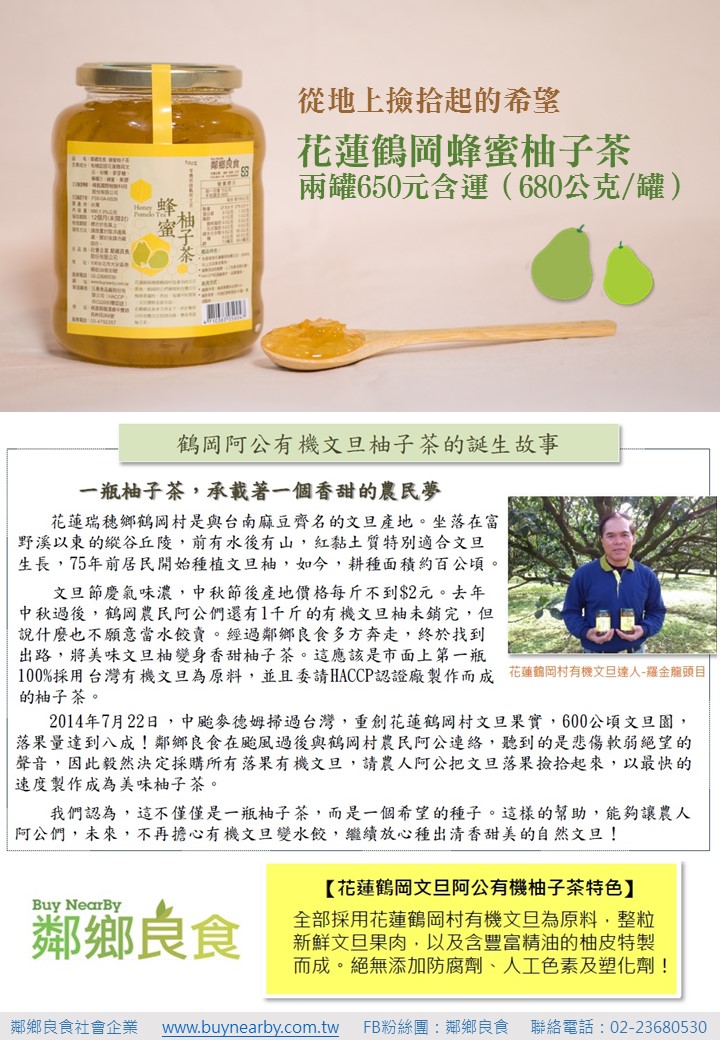 從地上撿拾起的希望
花蓮鶴岡蜂蜜柚子茶
兩罐650元含運（680公克/罐）
鄰鄉良食
Honey
Pomelo Tea
蜂蜜
柚子茶
鶴岡阿公有機文旦柚子茶的誕生故事
一瓶柚子茶，承載著一個香甜的農民夢
花蓮瑞穗鄉鶴岡村是與台南麻豆齊名的文旦產地。坐落在富
野溪以東的縱谷丘陵，前有水後有山，紅黏土質特別適合文旦
生長，75年前居民開始種植文旦柚，如今，耕種面積約百公頃。
文旦節慶氣味濃，中秋節後產地價格每斤不到$2元。去年
中秋過後，鶴岡農民阿公們還有1千斤的有機文旦柚未銷完，但
說什麼也不願意當水餃賣。經過鄰鄉良食多方奔走，終於找到
出路，將美味文旦柚變身香甜柚子茶。這應該是市面上第一瓶
100%採用台灣有機文旦為原料，並且委請HACCP認證廠製作而成
的柚子茶。
花蓮鶴岡村有機文旦達人-羅金龍頭目
2014年7月22日，中颱麥德姆掃過台灣，重創花蓮鶴岡村文旦果實，600公頃文旦園，
落果量達到八成！鄰鄉良食在颱風過後與鶴岡村農民阿公連絡，聽到的是悲傷軟弱絕望的
聲音，因此毅然決定採購所有落果有機文旦，請農人阿公把文旦落果撿拾起來，以最快的
速度製作成為美味柚子茶。
我們認為，這不僅僅是一瓶柚子茶，而是一個希望的種子。這樣的幫助，能夠讓農人
阿公們，未來，不再擔心有機文旦變水餃，繼續放心種出清香甜美的自然文旦！
Buy NearBy
鄰鄉良食
【花蓮鶴岡文旦阿公有機柚子茶特色】
全部採用花蓮鶴岡村有機文旦為原料，整粒
新鮮文旦果肉，以及含豐富精油的柚皮特製
而成。絕無添加防腐劑、人工色素及塑化劑！
鄰鄉良食社會企業 www.buynearby.com.tw FB粉絲團：鄰鄉良食 聯絡電話：02-23680530